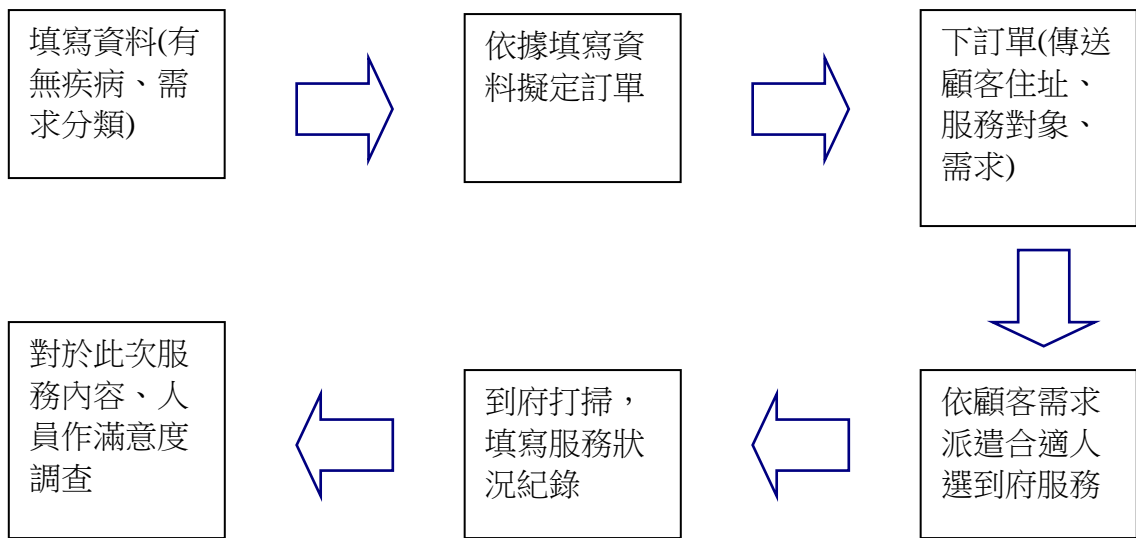 填寫資料(有
無疾病、需
求分類)
依據填寫資
料擬定訂單
下訂單(傳送
顧客住址、
服務對象、
需求)
依顧客需求
派遣合適人
選到府服務
到府打掃，
填寫服務狀
況紀錄
對於此次服
務內容、人
員作滿意度
調查